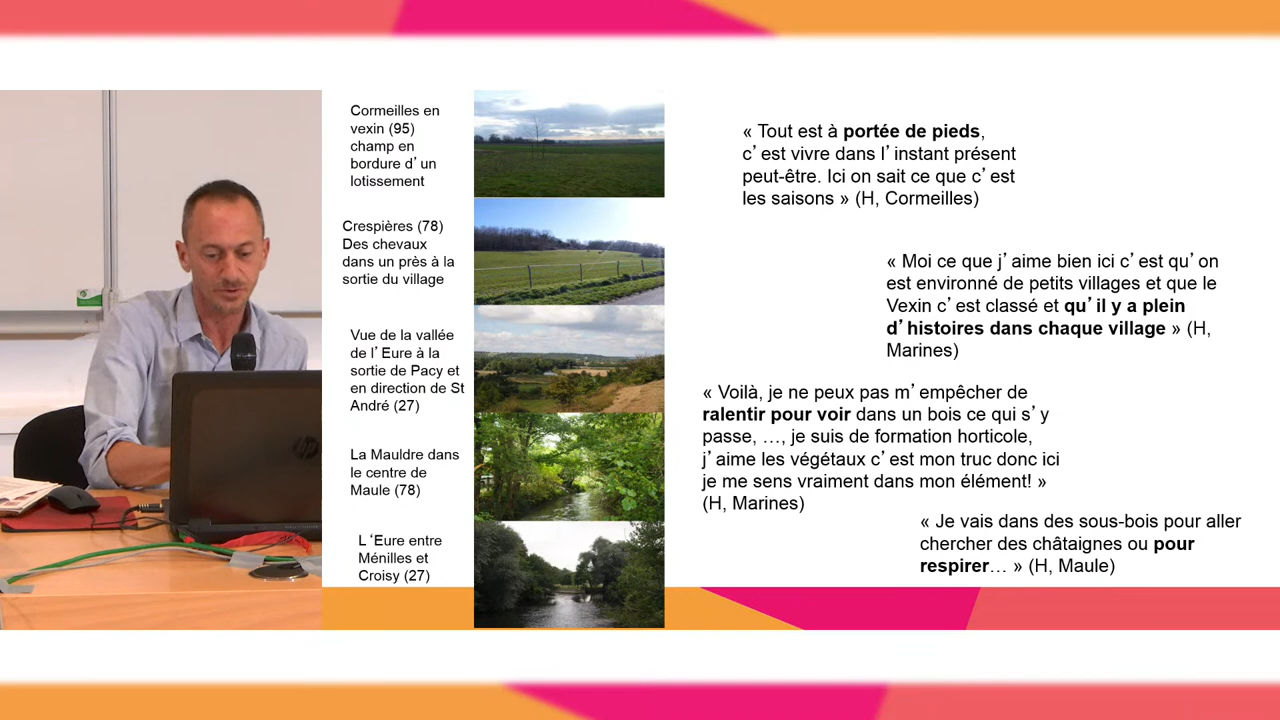 Cormeilles en
vexin (95)
champ en
bordure d’un
lotissement
Crespières (78)
Des chevaux
dans un près à la
sortie du village
Vue de la vallée
de l’Eure à la
sortie de Pacy et
en direction de St
André (27)
La Mauldre dans
le centre de
Maule (78)
L‘Eure entre
Ménilles et
Croisy (27)
« Tout est à portée de pieds,
c’est vivre dans l’instant présent
peut-être. Ici on sait ce que c’est
les saisons » (H, Cormeilles)
« Moi ce que j’aime bien ici c’est qu’on
est environné de petits villages et que le
Vexin c’est classé et qu’il y a plein
d’histoires dans chaque village » (H,
Marines)
« Voilà, je ne peux pas m’empêcher de
ralentir pour voir dans un bois ce qui s’y
passe, …, je suis de formation horticole,
j’aime les végétaux c’est mon truc donc ici
je me sens vraiment dans mon élément! »
(H, Marines)
« Je vais dans des sous-bois pour aller
chercher des châtaignes ou pour
respirer… » (H, Maule)
hp